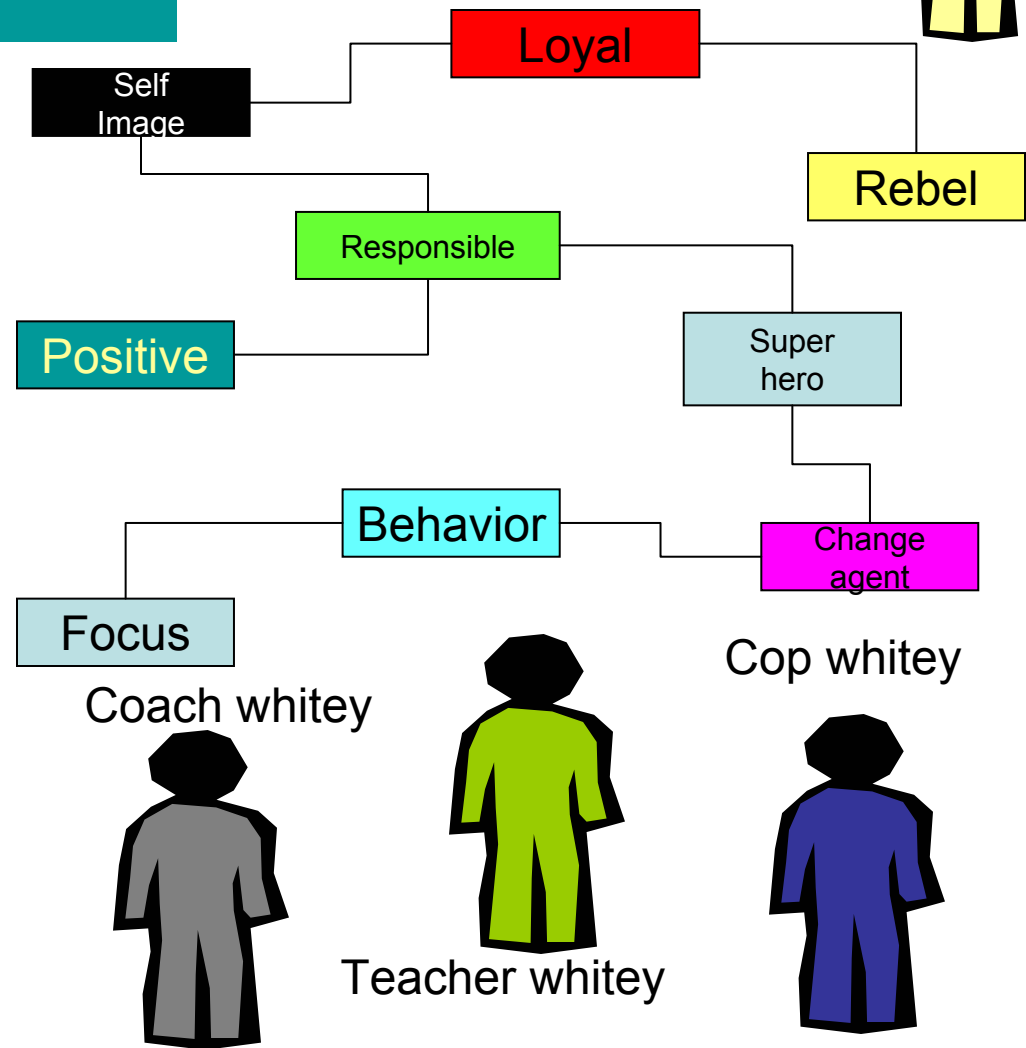 Loyal
Self
Image
Rebel
Responsible
Positive
Super
hero
Behavior
Change
agent
Focus
Cop whitey
Coach whitey
Teacher whitey